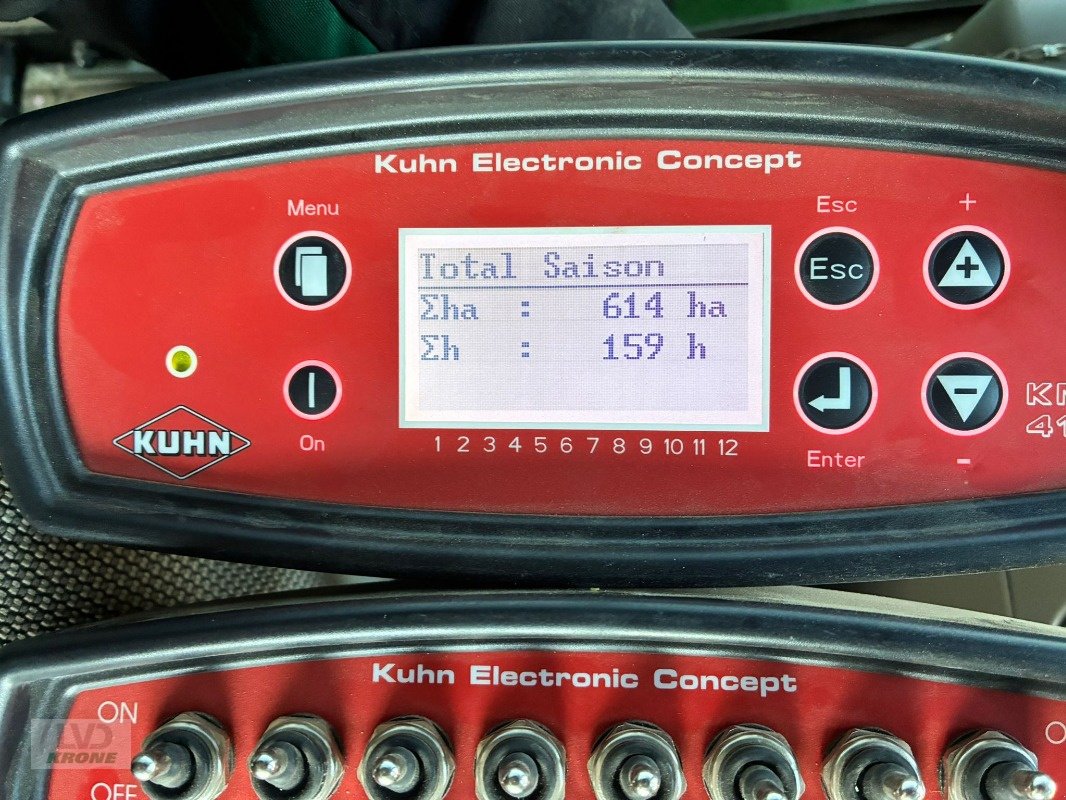 Kuhn Electronic Concept
Menu
Esc
+
Total Saison
Σha : 614 ha
Σh : 159 h
Esc
On
KUHN
1 2 3 4 5 6 7 8 9 10 11 12
Enter
-
Kuhn Electronic Concept
ON
OFF
LVD
KRONE